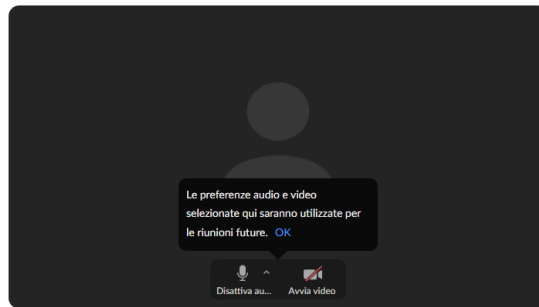 Le preferenze audio e video
selezionate qui saranno utilizzate per
le riunioni future. OK
Disattiva au... Avvia video